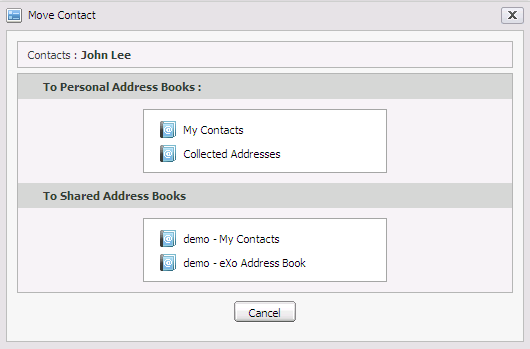 Move Contact
Contacts : John Lee
To Personal Address Books :
My Contacts
Collected Addresses
To Shared Address Books
demo - My Contacts
demo - eXo Address Book
Cancel